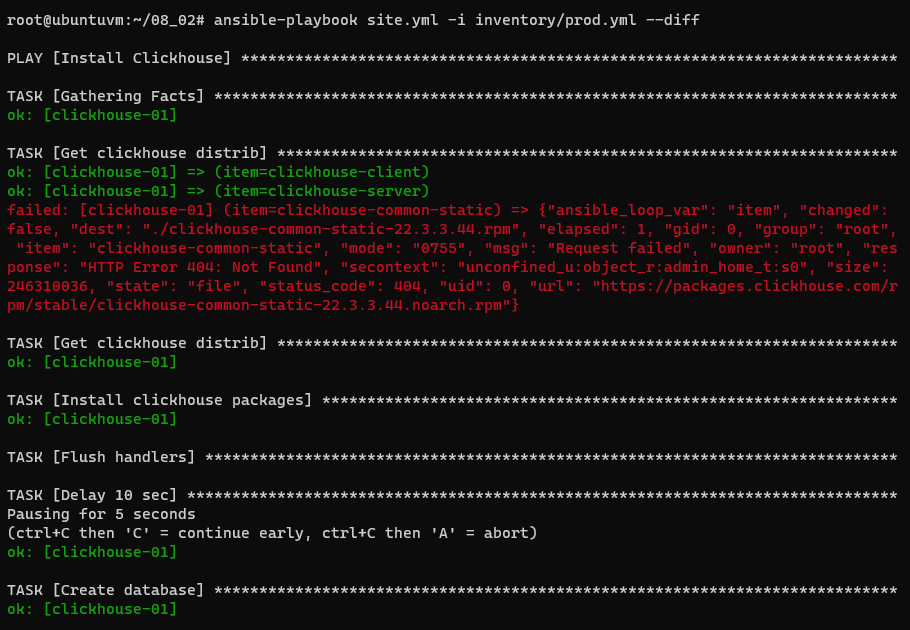 root@ubuntuvm:~/08_02# ansible-playbook site.yml -i inventory/prod.yml --diff
PLAY [Install Clickhouse] *************************************************************************
TASK [Gathering Facts] ****************************************************************************
ok: [clickhouse-01]
TASK [Get clickhouse distrib] *********************************************************************
ok: [clickhouse-01] => (item=clickhouse-client)
ok: [clickhouse-01] => (item=clickhouse-server)
failed: [clickhouse-01] (item=clickhouse-common-static) => {"ansible_loop_var": "item", "changed":
false, "dest": "./clickhouse-common-static-22.3.3.44.rpm", "elapsed": 1, "gid": 0, "group": "root",
 "item": "clickhouse-common-static", "mode": "0755", "msg": "Request failed", "owner": "root", "res
ponse": "HTTP Error 404: Not Found", "secontext": "unconfined_u:object_r:admin_home_t:s0", "size":
246310036, "state": "file", "status_code": 404, "uid": 0, "url": "https://packages.clickhouse.com/r
pm/stable/clickhouse-common-static-22.3.3.44.noarch.rpm"}
TASK [Get clickhouse distrib] *********************************************************************
ok: [clickhouse-01]
TASK [Install clickhouse packages] ****************************************************************
ok: [clickhouse-01]
TASK [Flush handlers] *****************************************************************************
TASK [Delay 10 sec] *******************************************************************************
Pausing for 5 seconds
(ctrl+C then 'C' = continue early, ctrl+C then 'A' = abort)
ok: [clickhouse-01]
TASK [Create database] ****************************************************************************
ok: [clickhouse-01]